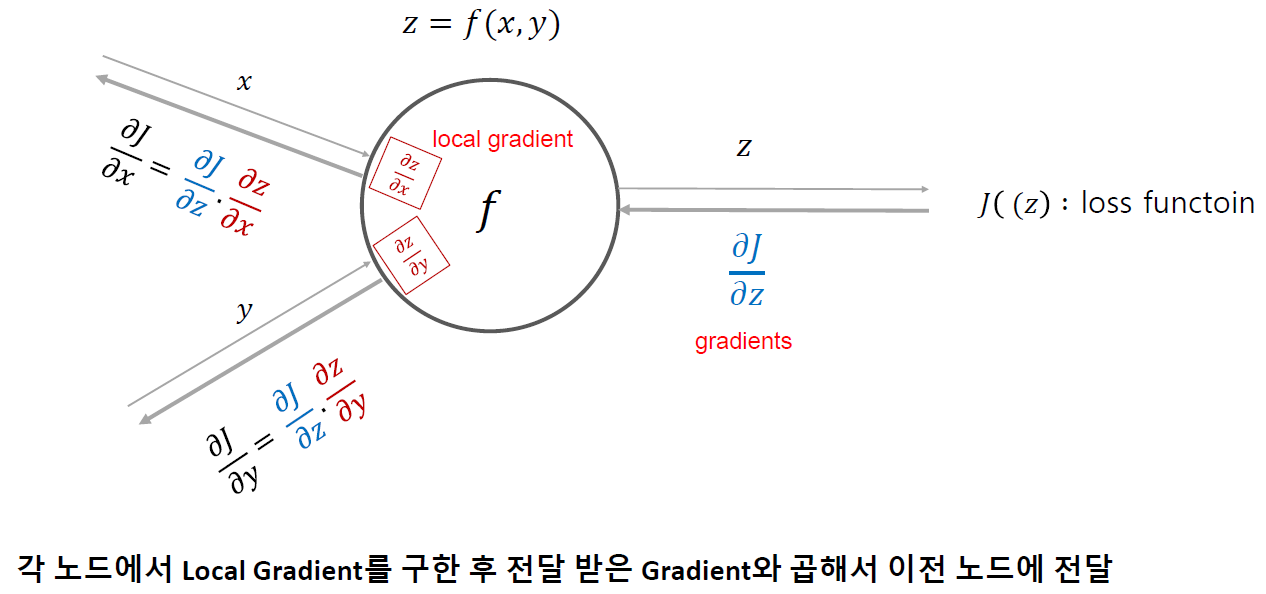 z = f(x, y)
x
∂J/∂x = ∂J/∂z · ∂z/∂x
local gradient
∂z/∂x
f
∂z/∂y
z
J( (z) : loss functoin
∂J/∂z
gradients
y
∂J/∂y = ∂J/∂z · ∂z/∂y
각 노드에서 Local Gradient를 구한 후 전달 받은 Gradient와 곱해서 이전 노드에 전달